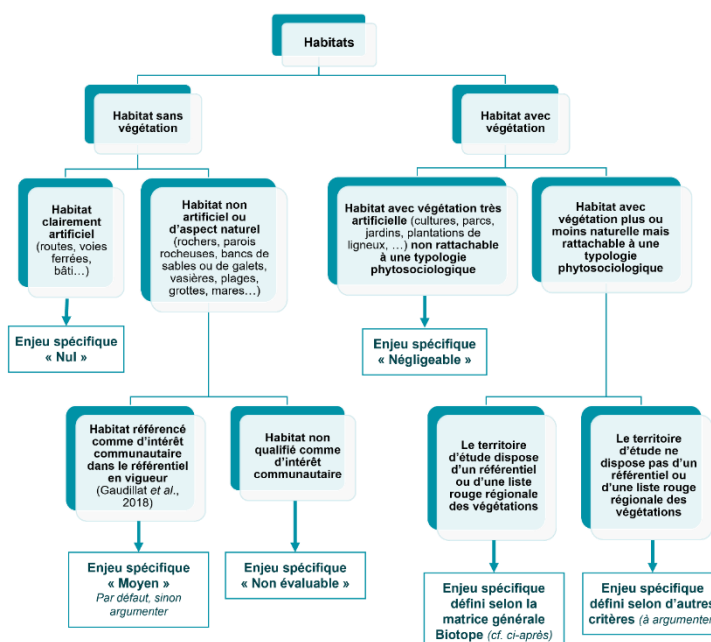 Habitats
Habitat sans
végétation
Habitat avec
végétation
Habitat
clairement
artificiel
(routes, voies
ferrées,
bâti…)
Habitat non
artificiel ou
d'aspect naturel
(rochers, parois
rocheuses, bancs de
sables ou de galets,
vasières, plages,
grottes, mares…)
Habitat avec végétation très
artificielle (cultures, parcs,
jardins, plantations de
ligneux, …) non rattachable
à une typologie
phytosociologique
Habitat avec
végétation plus ou
moins naturelle mais
rattachable à une
typologie
phytosociologique
Enjeu spécifique
« Nul »
Enjeu spécifique
« Négligeable »
Habitat référencé
comme d'intérêt
communautaire
dans le référentiel
en vigueur
(Gaudillat et al.,
2018)
Habitat non
qualifié comme
d'intérêt
communautaire
Le territoire
d'étude dispose
d'un référentiel
ou d'une liste
rouge régionale
des végétations
Le territoire
d'étude ne
dispose pas d'un
référentiel ou
d'une liste rouge
régionale des
végétations
Enjeu spécifique
« Moyen »
Par défaut, sinon
argumenter
Enjeu spécifique
« Non évaluable »
Enjeu spécifique
défini selon la
matrice générale
Biotope (cf. ci-après)
Enjeu spécifique
défini selon d'autres
critères (à argumenter